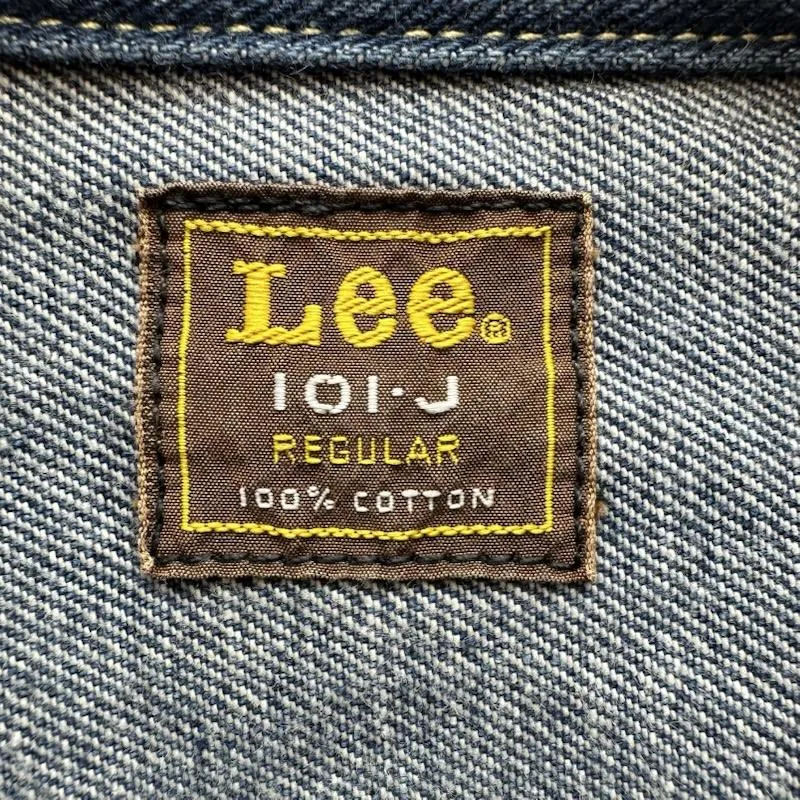 Lee®
101·J
REGULAR
100% COTTON